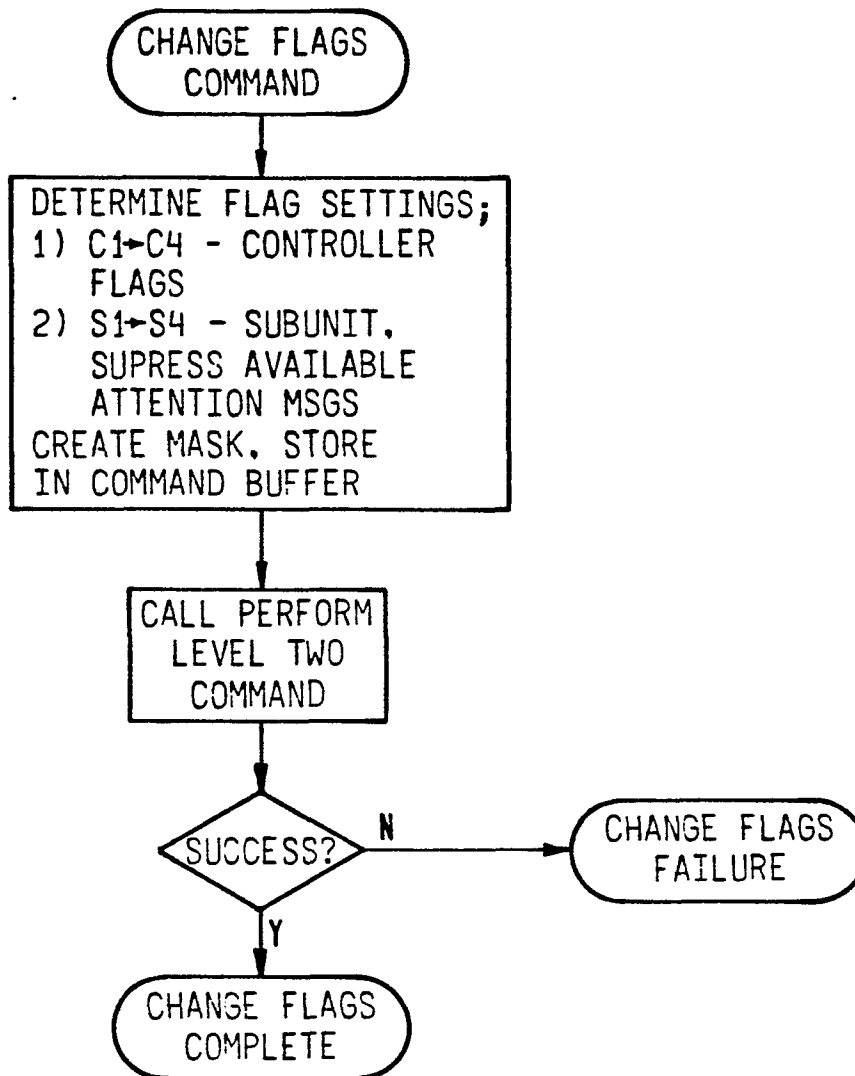 CHANGE FLAGS
COMMAND
DETERMINE FLAG SETTINGS;
1) C1→C4 - CONTROLLER
FLAGS
2) S1→S4 - SUBUNIT,
SUPRESS AVAILABLE
ATTENTION MSGS
CREATE MASK, STORE
IN COMMAND BUFFER
CALL PERFORM
LEVEL TWO
COMMAND
SUCCESS?
N
CHANGE FLAGS
FAILURE
Y
CHANGE FLAGS
COMPLETE